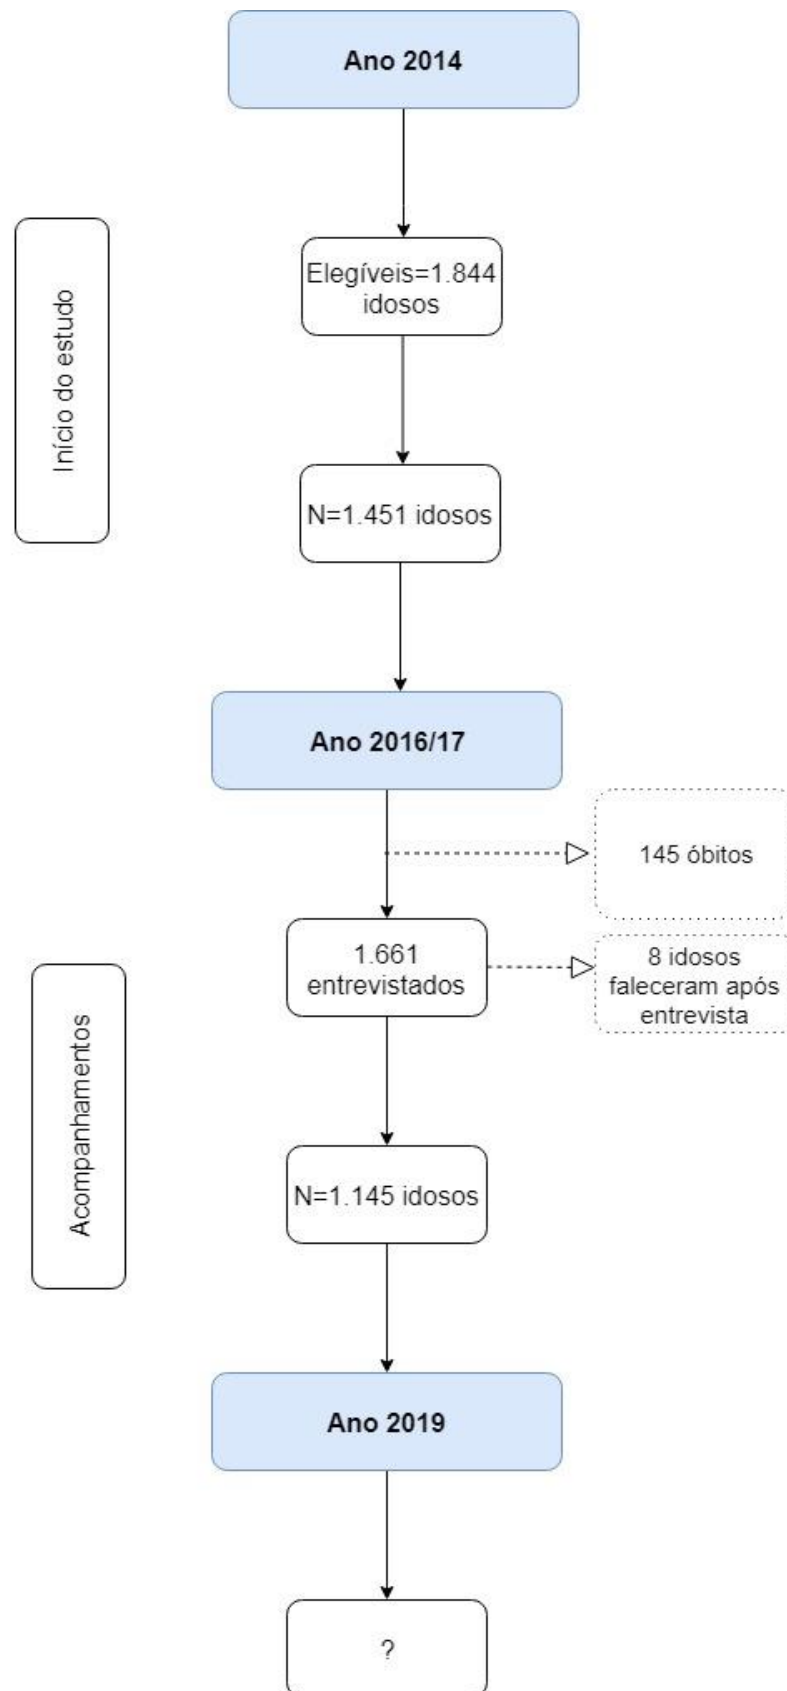 Ano 2014
Início do estudo
Elegíveis=1.844
idosos
N=1.451 idosos
Ano 2016/17
145 óbitos
1.661
entrevistados
8 idosos
faleceram após
entrevista
Acompanhamentos
N=1.145 idosos
Ano 2019
?